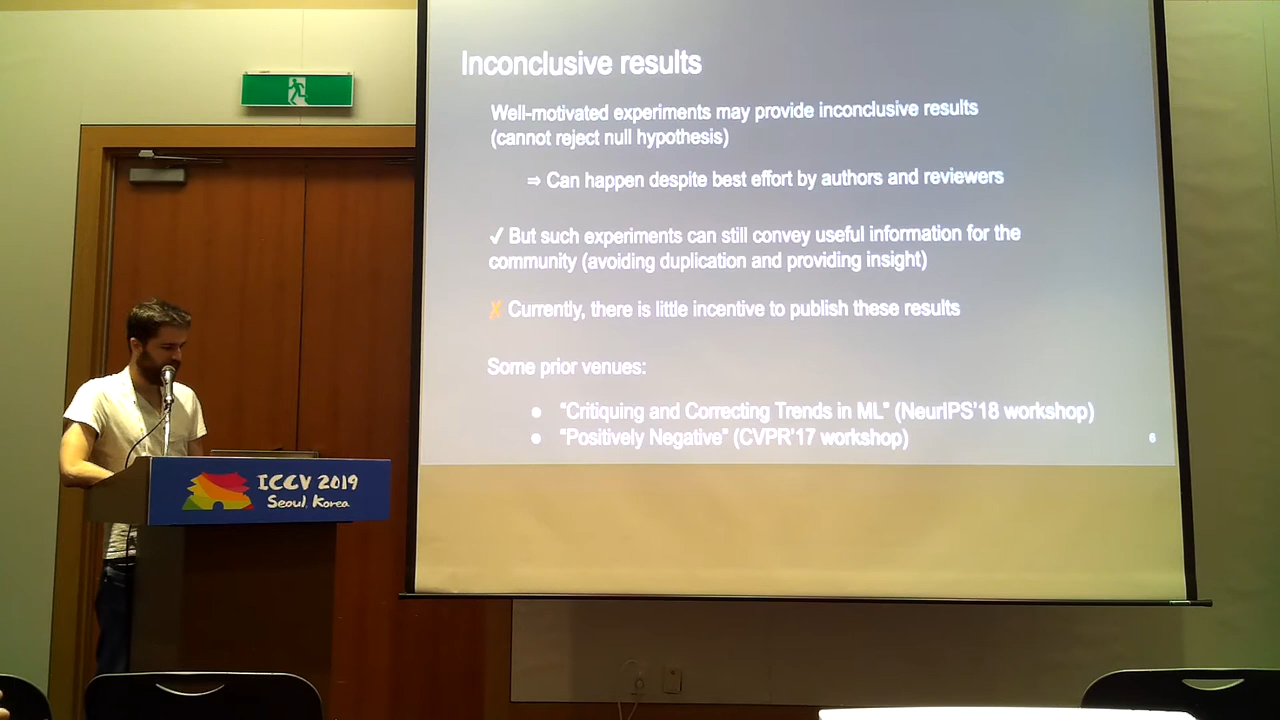 Inconclusive results
Well-motivated experiments may provide inconclusive results
(cannot reject null hypothesis)
⇒ Can happen despite best effort by authors and reviewers
✓ But such experiments can still convey useful information for the
community (avoiding duplication and providing insight)
✗ Currently, there is little incentive to publish these results
Some prior venues:
● “Critiquing and Correcting Trends in ML” (NeurIPS’18 workshop)
● “Positively Negative” (CVPR’17 workshop)
6
ICCV 2019
Seoul, Korea